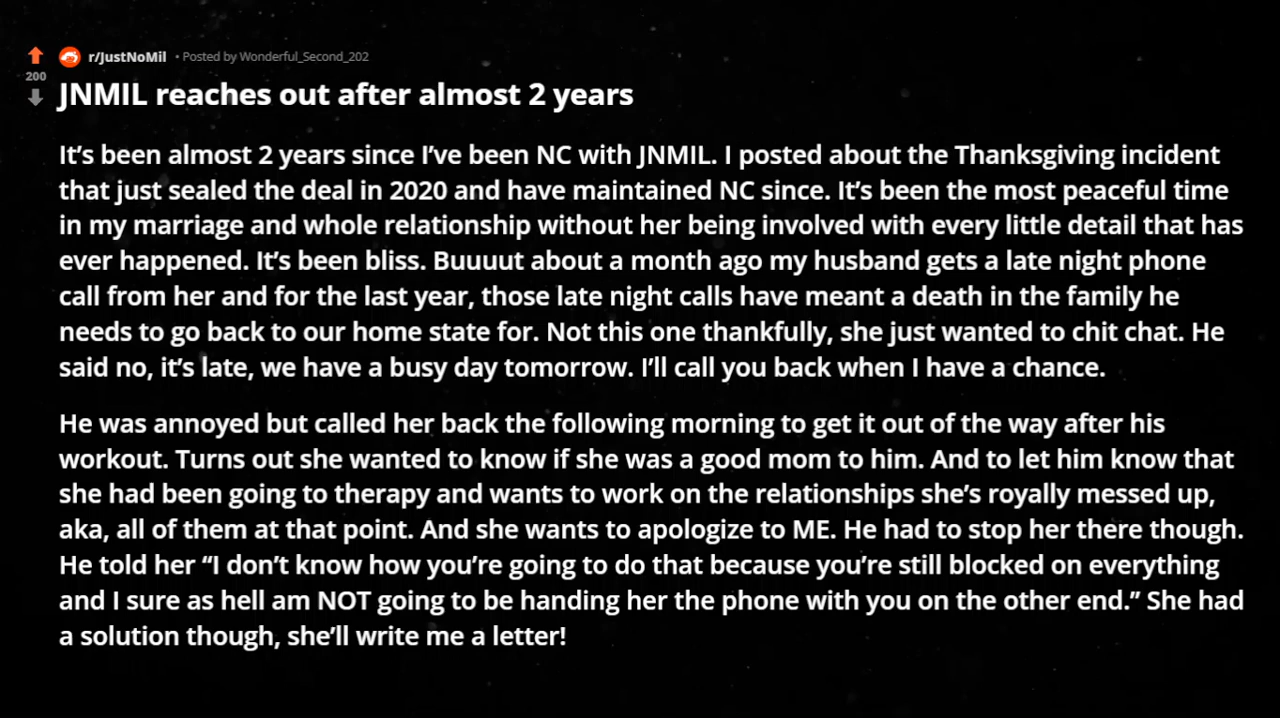 r/JustNoMil • Posted by Wonderful_Second_202
200
JNMIL reaches out after almost 2 years
It’s been almost 2 years since I’ve been NC with JNMIL. I posted about the Thanksgiving incident
that just sealed the deal in 2020 and have maintained NC since. It’s been the most peaceful time
in my marriage and whole relationship without her being involved with every little detail that has
ever happened. It’s been bliss. Buuuut about a month ago my husband gets a late night phone
call from her and for the last year, those late night calls have meant a death in the family he
needs to go back to our home state for. Not this one thankfully, she just wanted to chit chat. He
said no, it’s late, we have a busy day tomorrow. I’ll call you back when I have a chance.
He was annoyed but called her back the following morning to get it out of the way after his
workout. Turns out she wanted to know if she was a good mom to him. And to let him know that
she had been going to therapy and wants to work on the relationships she’s royally messed up,
aka, all of them at that point. And she wants to apologize to ME. He had to stop her there though.
He told her “I don’t know how you’re going to do that because you’re still blocked on everything
and I sure as hell am NOT going to be handing her the phone with you on the other end.” She had
a solution though, she’ll write me a letter!